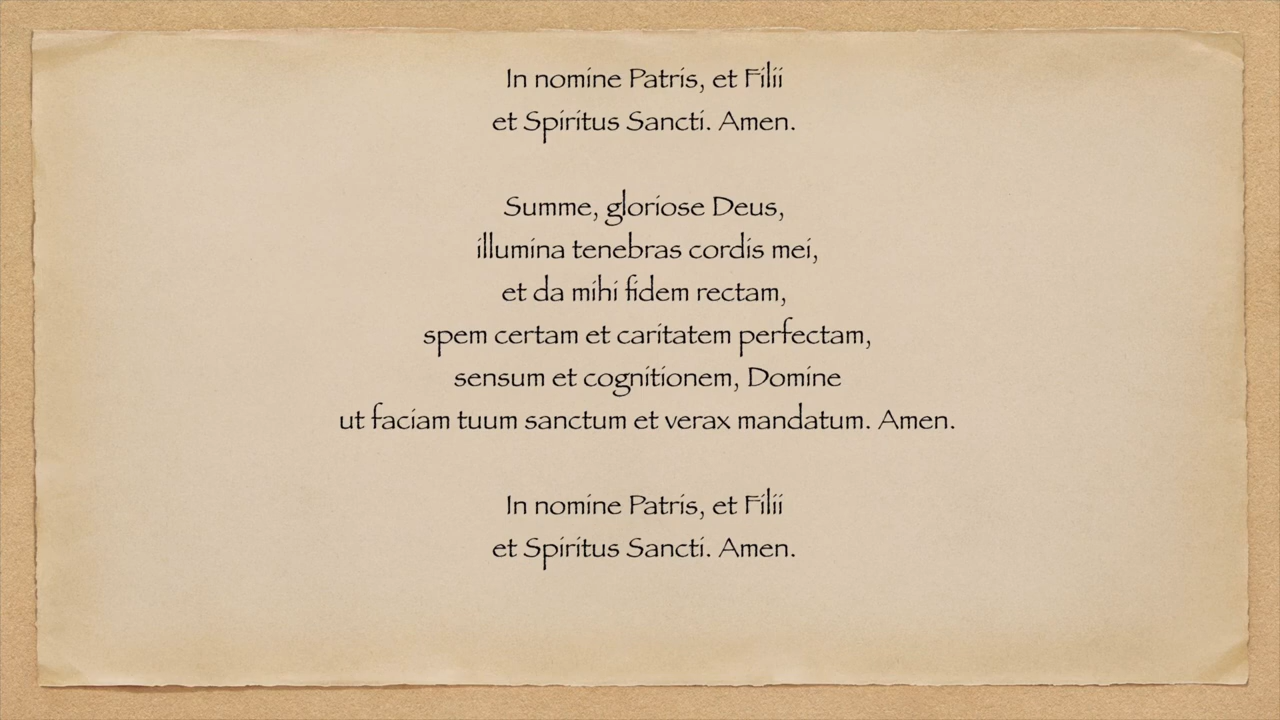 In nomine Patris, et Filii
et Spiritus Sancti. Amen.
Summe, gloriose Deus,
illumina tenebras cordis mei,
et da mihi fidem rectam,
spem certam et caritatem perfectam,
sensum et cognitionem, Domine
ut faciam tuum sanctum et verax mandatum. Amen.
In nomine Patris, et Filii
et Spiritus Sancti. Amen.